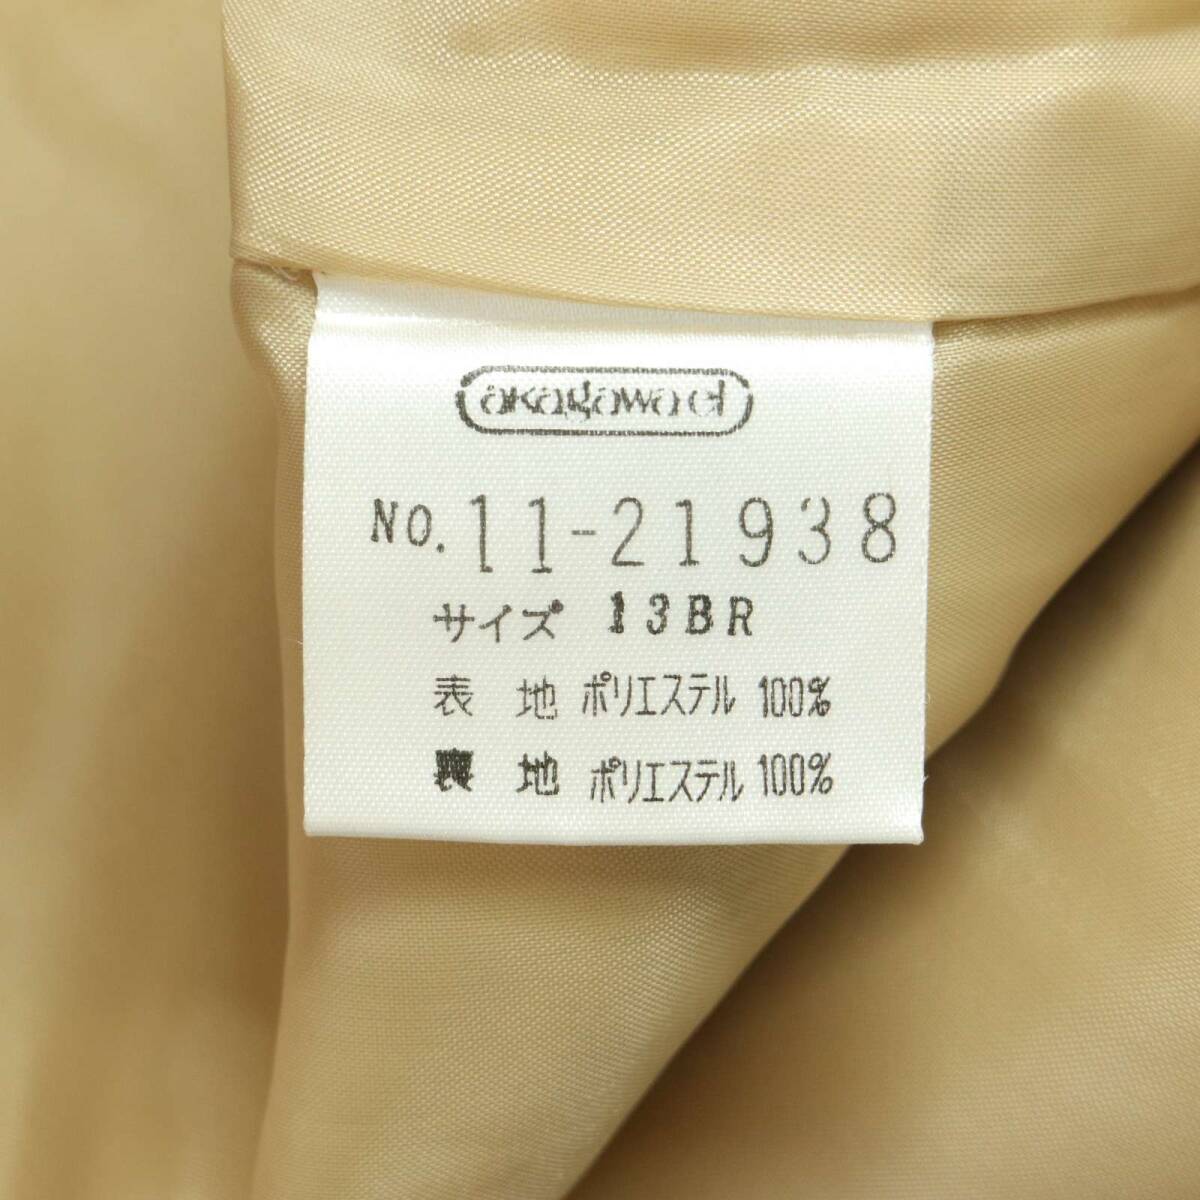 akagawa el
NO. 11-21938
サイズ 13BR
表 地 ポリエステル 100%
裏 地 ポリエステル 100%